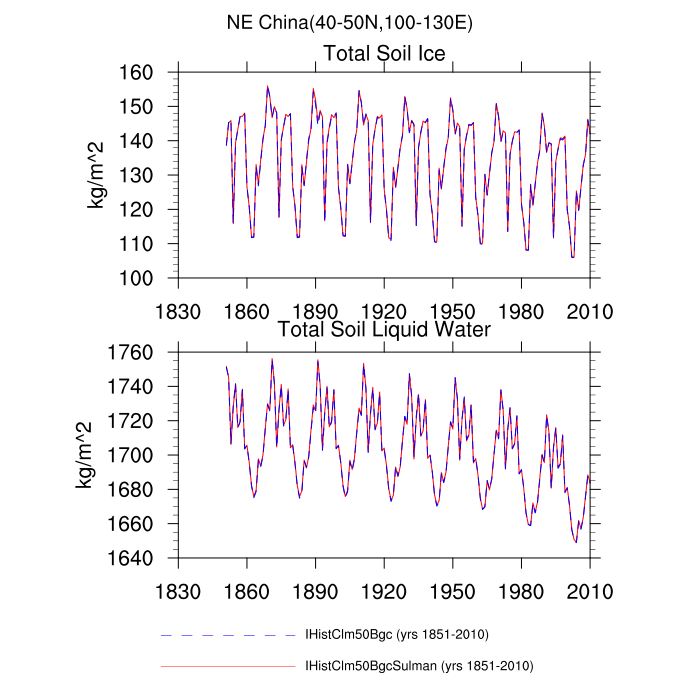 NE China(40-50N,100-130E)
Total Soil Ice
160
150
140
130
120
110
100
kg/m^2
1830 1860 1890 1920 1950 1980 2010
Total Soil Liquid Water
1760
1740
1720
1700
1680
1660
1640
kg/m^2
1830 1860 1890 1920 1950 1980 2010
IHistClm50Bgc (yrs 1851-2010)
IHistClm50BgcSulman (yrs 1851-2010)